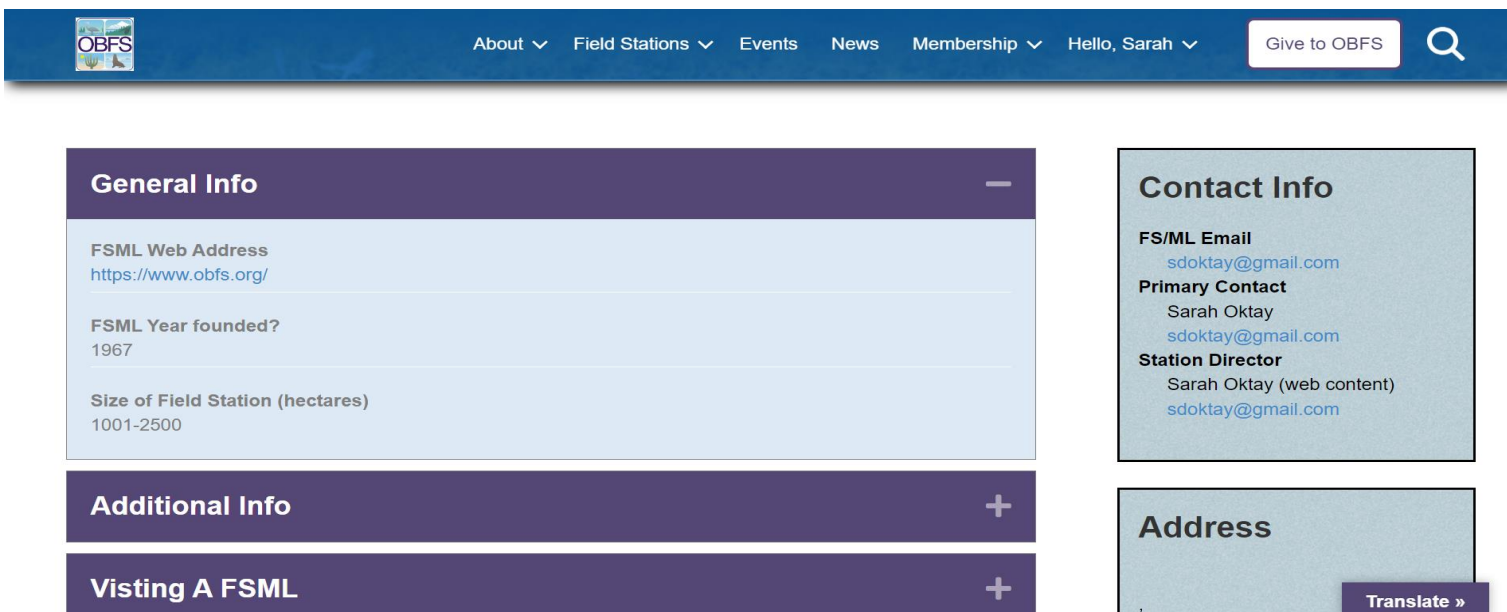 OBFS
About Field Stations Events News Membership Hello, Sarah Give to OBFS
General Info
FSML Web Address
https://www.obfs.org/
FSML Year founded?
1967
Size of Field Station (hectares)
1001-2500
Additional Info
Visting A FSML
Contact Info
FS/ML Email
sdoktay@gmail.com
Primary Contact
Sarah Oktay
sdoktay@gmail.com
Station Director
Sarah Oktay (web content)
sdoktay@gmail.com
Address
,
Translate »